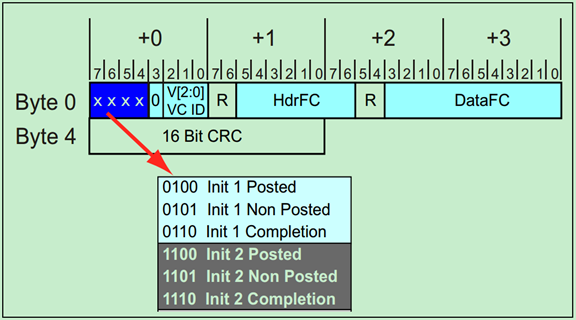 +0 +1 +2 +3
7 6 5 4 3 2 1 0 7 6 5 4 3 2 1 0 7 6 5 4 3 2 1 0 7 6 5 4 3 2 1 0
Byte 0 x x x x 0 V[2:0] VC ID R HdrFC R DataFC
Byte 4 16 Bit CRC
0100 Init 1 Posted
0101 Init 1 Non Posted
0110 Init 1 Completion
1100 Init 2 Posted
1101 Init 2 Non Posted
1110 Init 2 Completion